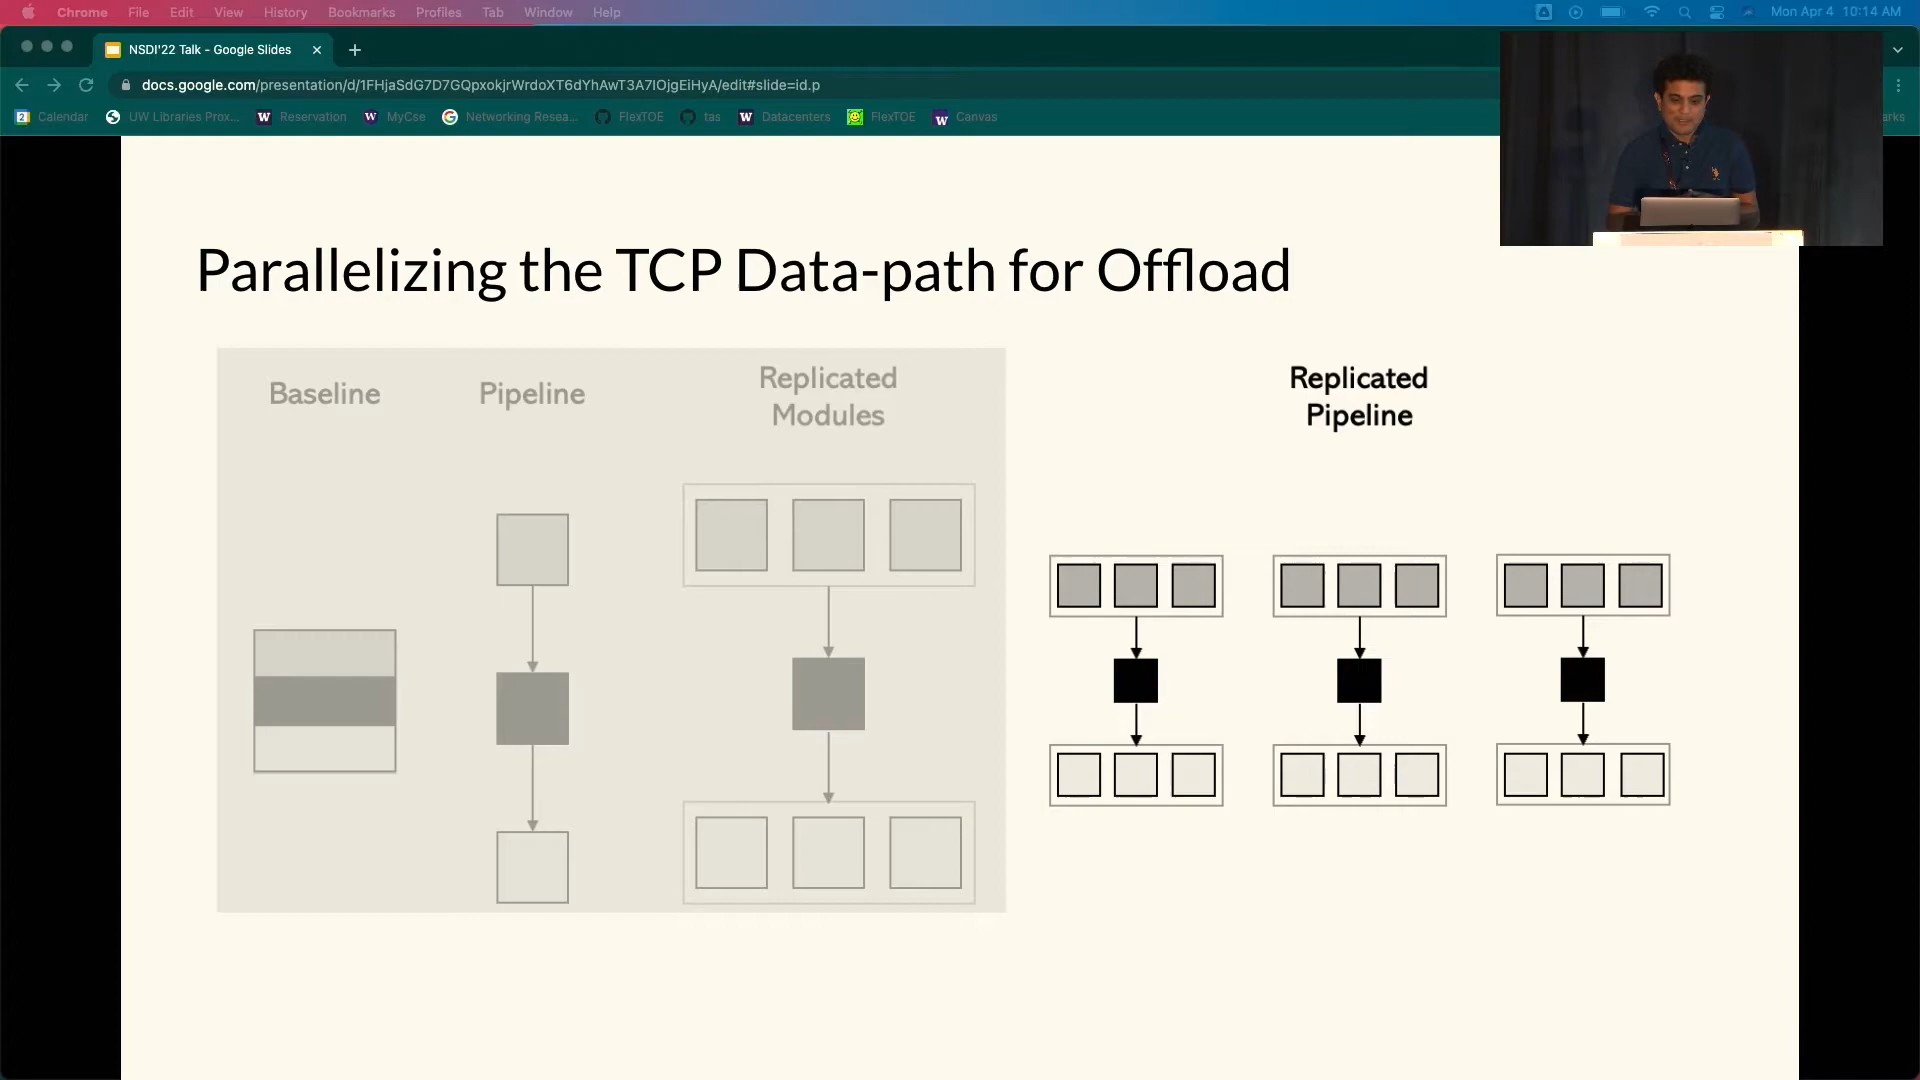 Chrome File Edit View History Bookmarks Profiles Tab Window Help Mon Apr 4 10:14 AM
NSDI'22 Talk - Google Slides
docs.google.com/presentation/d/1FHjaSdG7D7GQpxokjrWrdoXT6dYhAwT3A7IOjgEiHyA/edit#slide=id.p
2 Calendar UW Libraries Prox... W Reservation W MyCse G Networking Resea... FlexTOE tas W Datacenters FlexTOE W Canvas arks
Parallelizing the TCP Data-path for Offload
Baseline
Pipeline
Replicated
Modules
Replicated
Pipeline